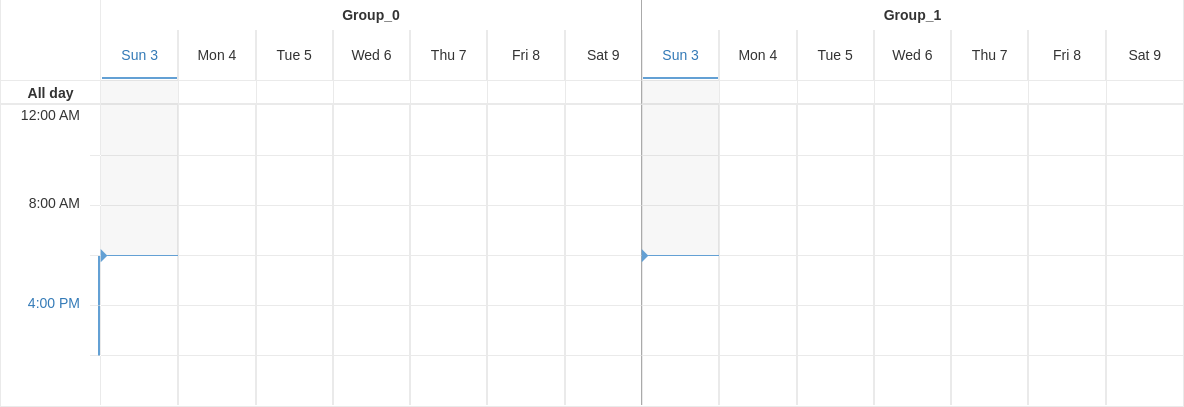 Group_0 Group_1
Sun 3 Mon 4 Tue 5 Wed 6 Thu 7 Fri 8 Sat 9 Sun 3 Mon 4 Tue 5 Wed 6 Thu 7 Fri 8 Sat 9
All day
12:00 AM
8:00 AM
4:00 PM